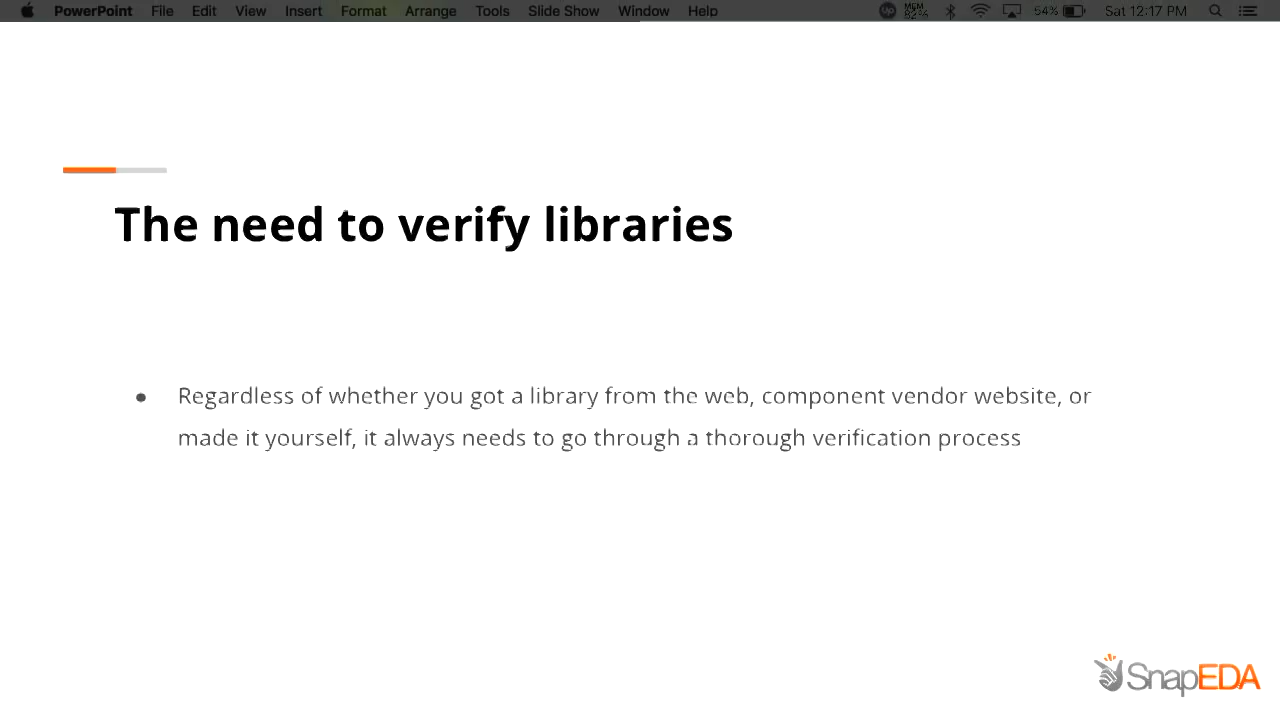 PowerPoint File Edit View Insert Format Arrange Tools Slide Show Window Help MEM 82% 54% Sat 12:17 PM
The need to verify libraries
● Regardless of whether you got a library from the web, component vendor website, or
made it yourself, it always needs to go through a thorough verification process
SnapEDA